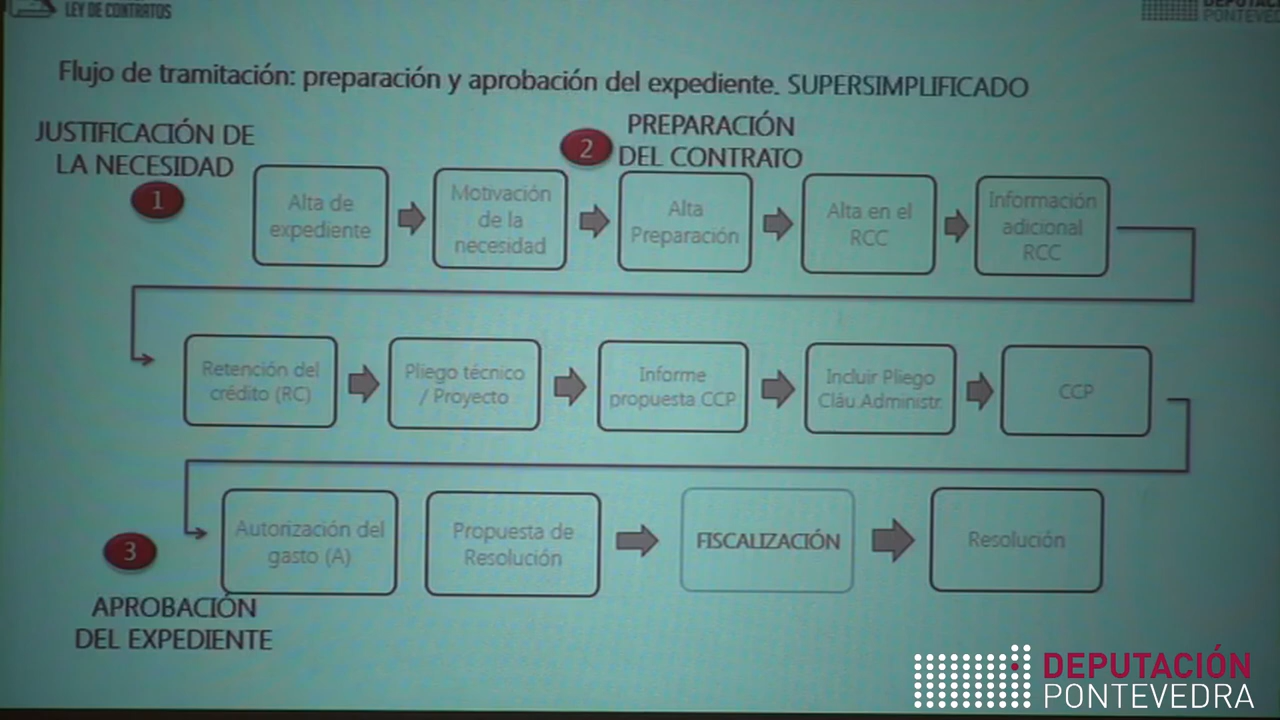 LEY DE CONTRATOS
DEPUTACIÓN
PONTEVEDRA
Flujo de tramitación: preparación y aprobación del expediente. SUPERSIMPLIFICADO
JUSTIFICACIÓN DE
LA NECESIDAD
1
2
PREPARACIÓN
DEL CONTRATO
Alta de
expediente
Motivación
de la
necesidad
Alta
Preparación
Alta en el
RCC
Información
adicional
RCC
Retención del
crédito (RC)
Pliego técnico
/ Proyecto
Informe
propuesta CCP
Incluir Pliego
Cláu.Administr.
CCP
3
APROBACIÓN
DEL EXPEDIENTE
Autorización del
gasto (A)
Propuesta de
Resolución
FISCALIZACIÓN
Resolución
DEPUTACIÓN
PONTEVEDRA